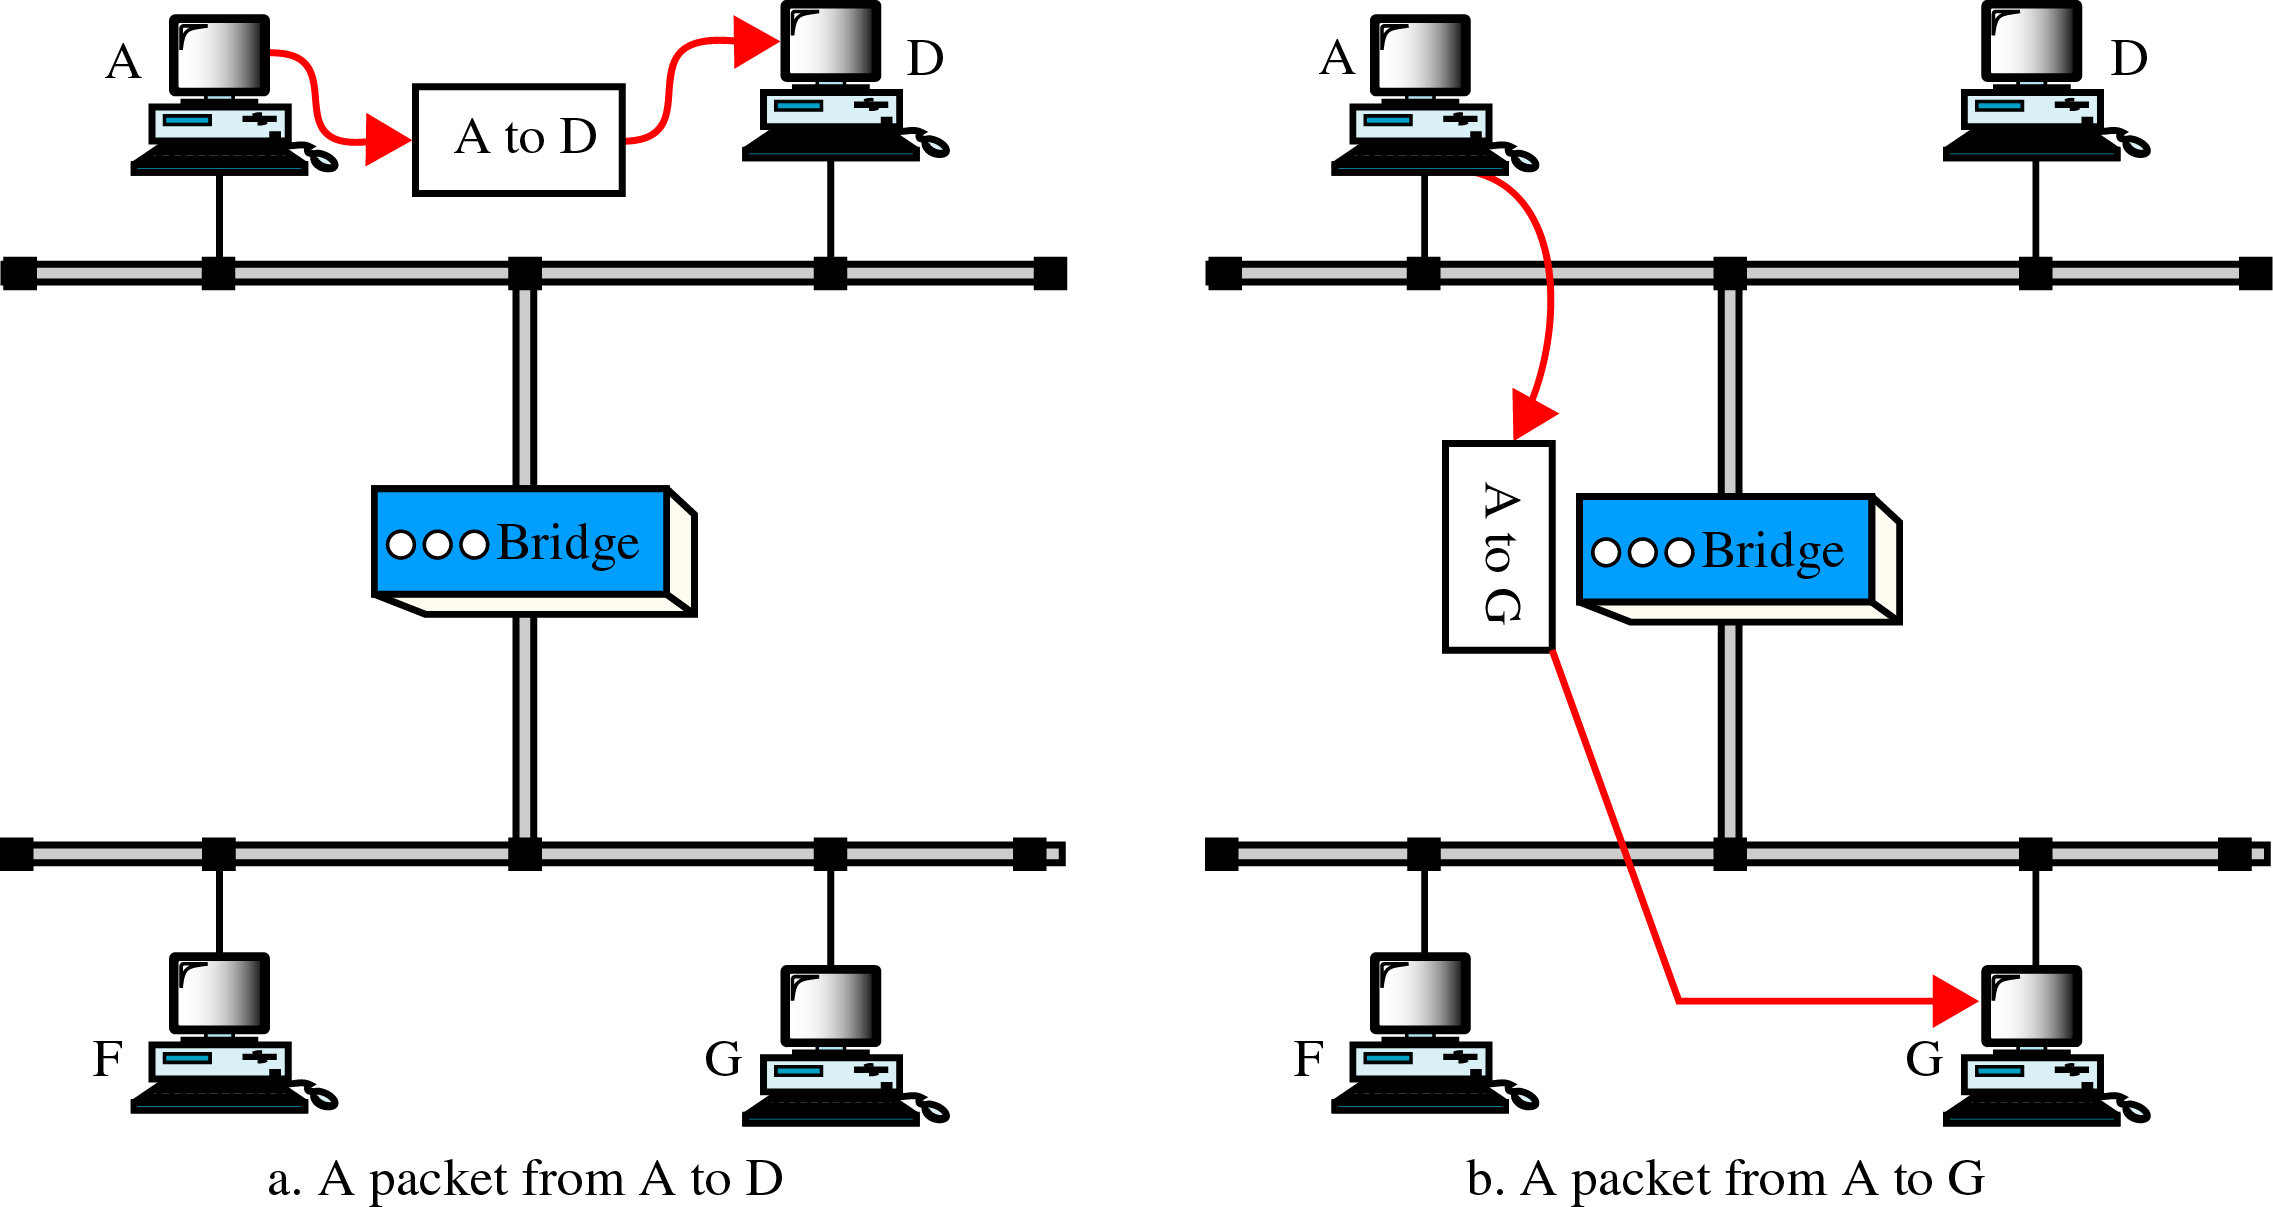 A
A to D
D
Bridge
F
G
a. A packet from A to D
A
D
A to G
Bridge
F
G
b. A packet from A to G